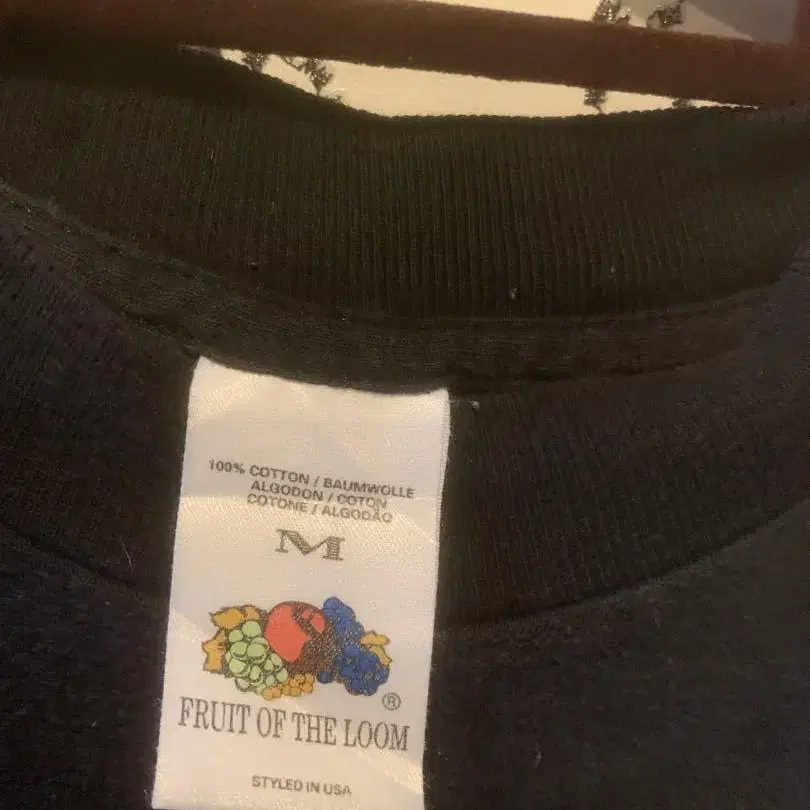 100% COTTON / BAUMWOLLE
ALGODON / COTON
COTONE / ALGODÃO
M
®
FRUIT OF THE LOOM
STYLED IN USA